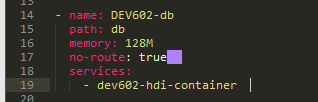 13
14 - name: DEV602-db
15 path: db
16 memory: 128M
17 no-route: true
18 services:
19 - dev602-hdi-container